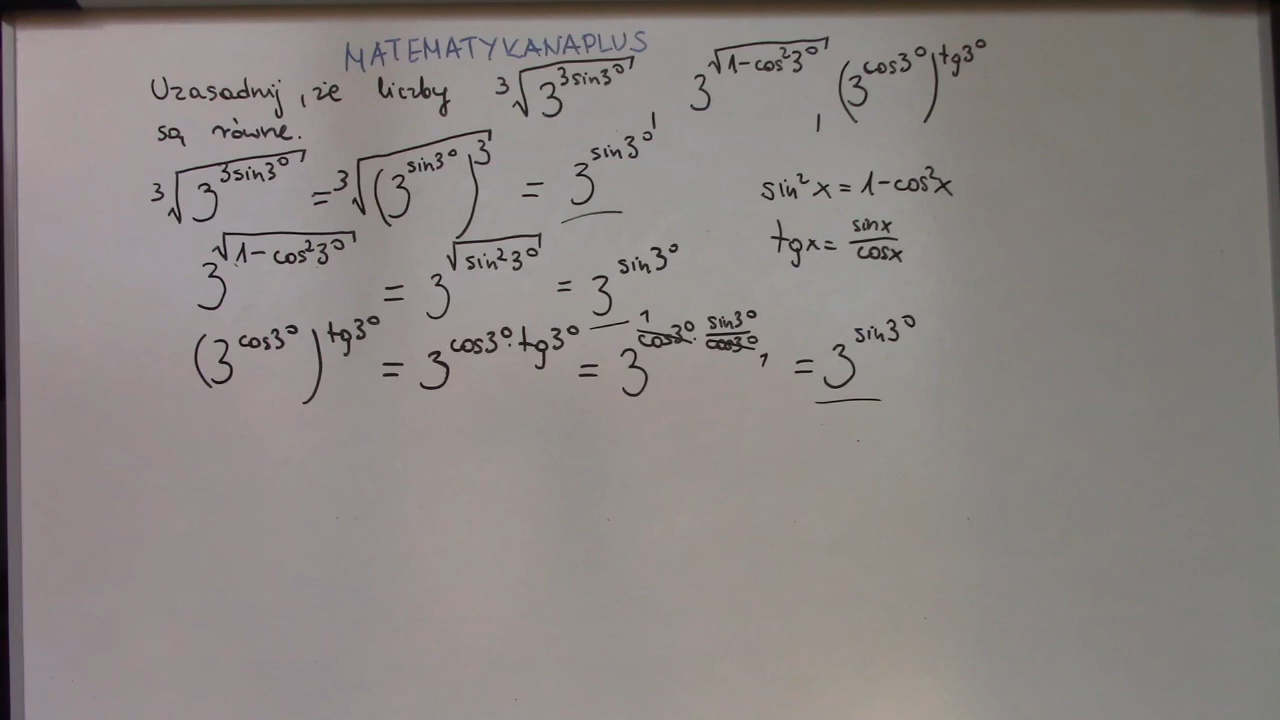 MATEMATYKANAPLUS
Uzasadnij, że liczby ∛(3^(3sin3°)), 3^(√(1-cos²3°)), (3^(cos3°))^(tg3°)
są równe.
∛(3^(3sin3°)) = ∛((3^(sin3°))^3) = 3^(sin3°)
sin²x = 1-cos²x
tgx = sinx/cosx
3^(√(1-cos²3°)) = 3^(√(sin²3°)) = 3^(sin3°)
(3^(cos3°))^(tg3°) = 3^(cos3°·tg3°) = 3^(cos3°·sin3°/cos3°) 1 1 = 3^(sin3°)